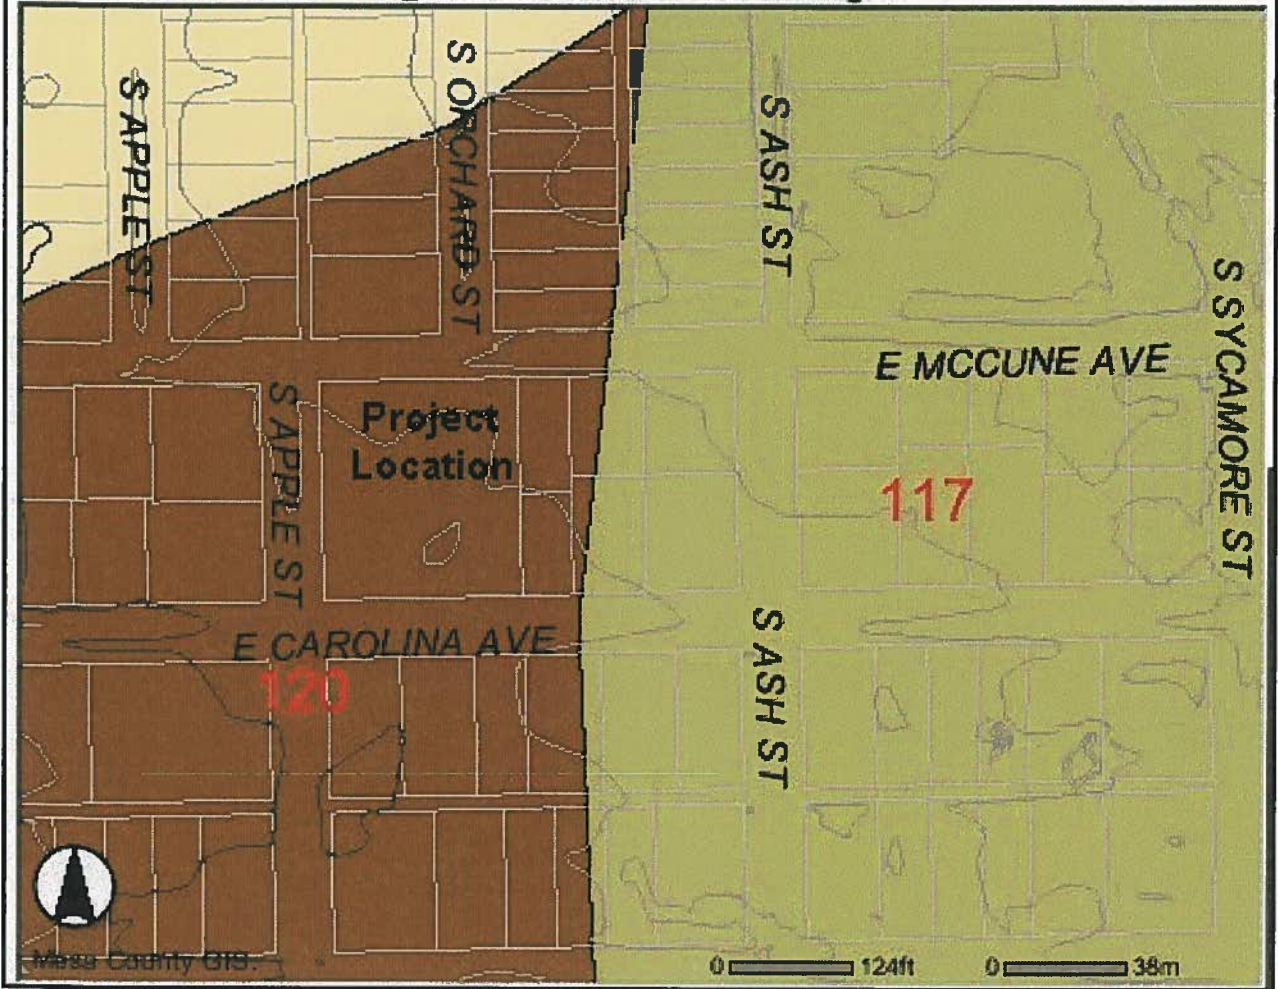 S APPLE ST
S ORCHARD ST
S ASH ST
S SYCAMORE ST
E MCCUNE AVE
S APPLE ST
Project
Location
117
E CAROLINA AVE
120
S ASH ST
Mesa County GIS.
0 124ft
0 38m